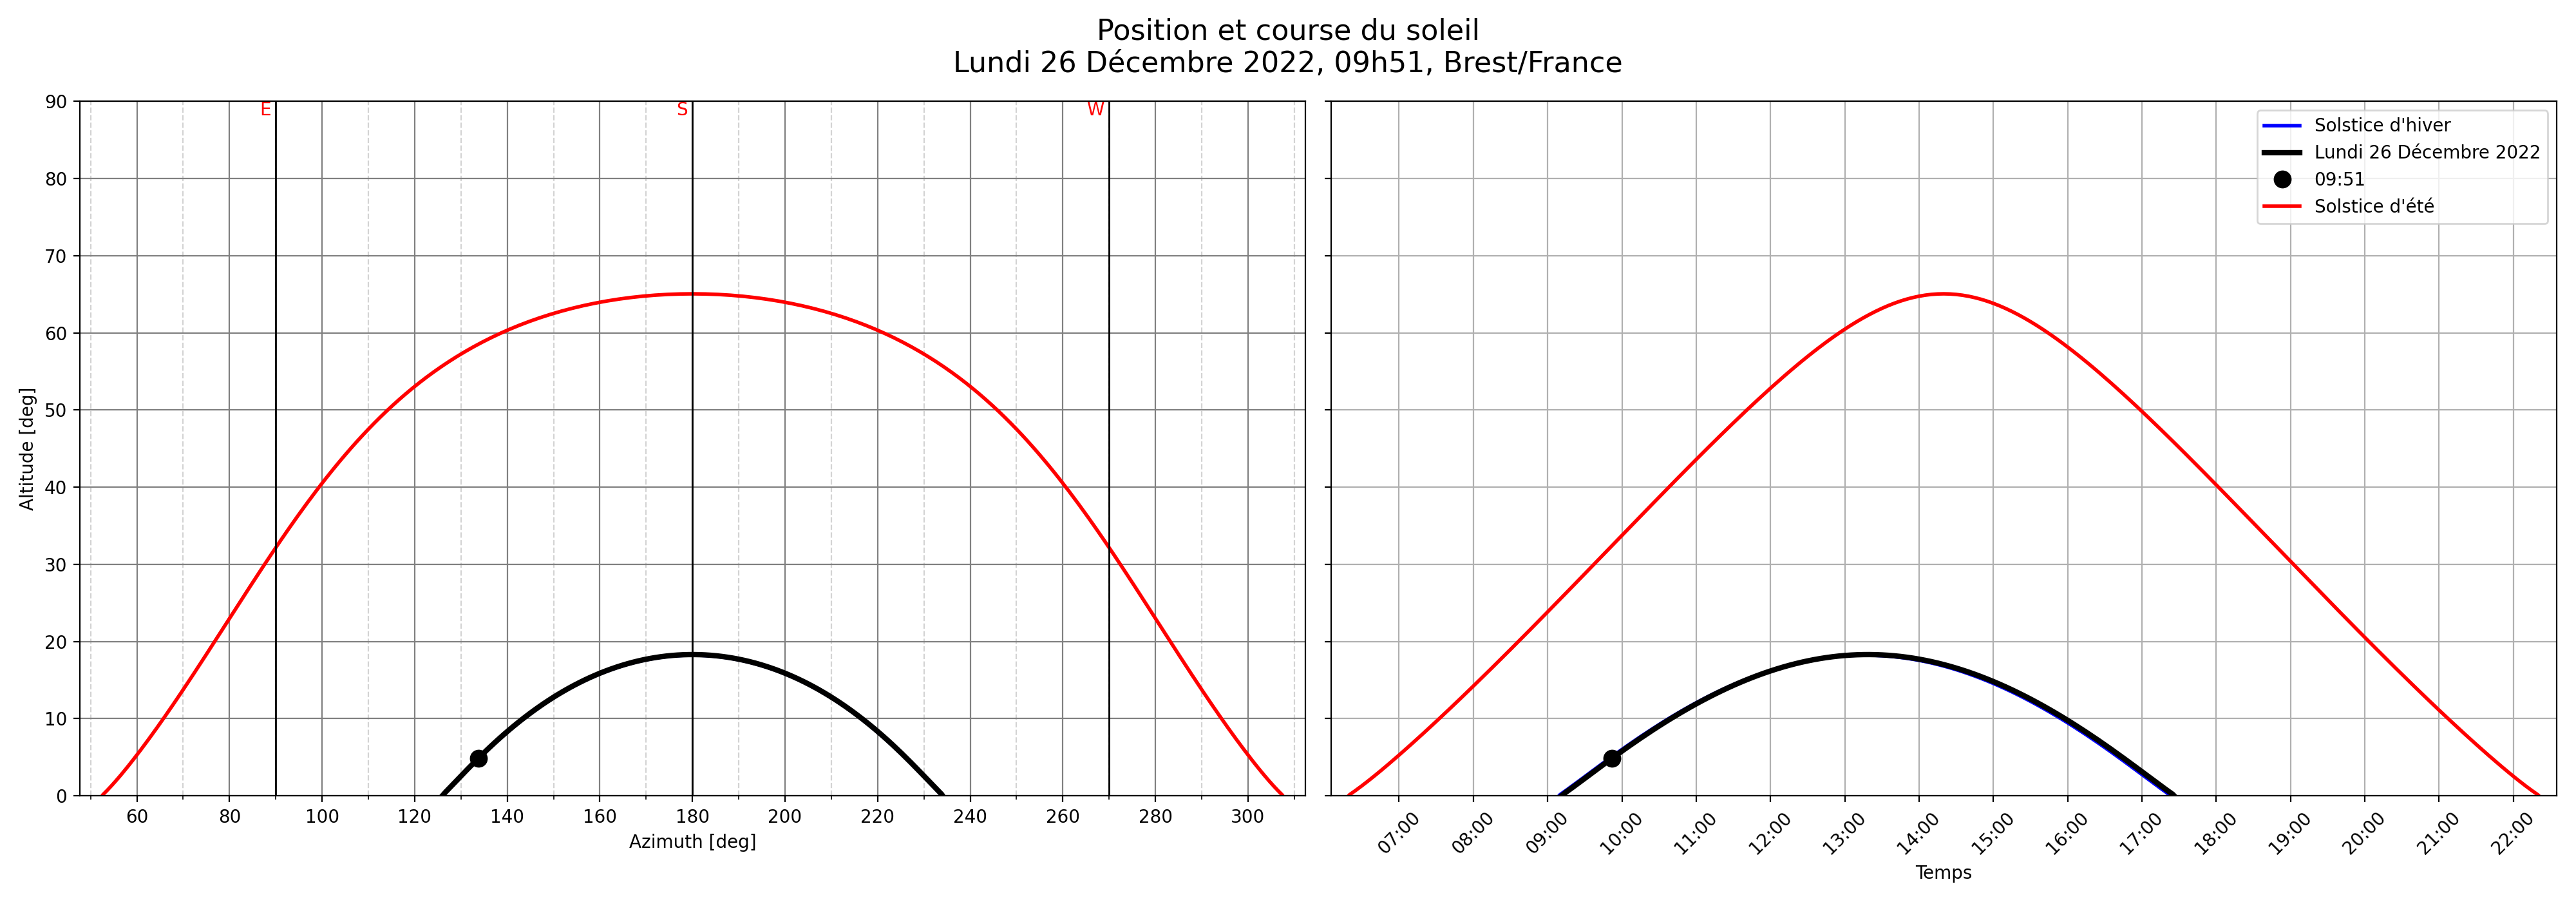 Position et course du soleil
Lundi 26 Décembre 2022, 09h51, Brest/France
E S W
90
80
70
60
50
40
30
20
10
0
Altitude [deg]
60 80 100 120 140 160 180 200 220 240 260 280 300
Azimuth [deg]
Solstice d'hiver
Lundi 26 Décembre 2022
09:51
Solstice d'été
07:00 08:00 09:00 10:00 11:00 12:00 13:00 14:00 15:00 16:00 17:00 18:00 19:00 20:00 21:00 22:00
Temps